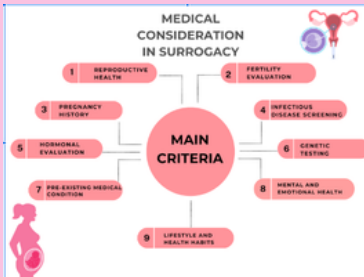 MEDICAL
CONSIDERATION
IN SURROGACY
1 REPRODUCTIVE
HEALTH
2 FERTILITY
EVALUATION
3 PREGNANCY
HISTORY
4 INFECTIOUS
DISEASE SCREENING
5 HORMONAL
EVALUATION
6 GENETIC
TESTING
7 PRE-EXISTING MEDICAL
CONDITION
8 MENTAL AND
EMOTIONAL HEALTH
9 LIFESTYLE AND
HEALTH HABITS
MAIN
CRITERIA